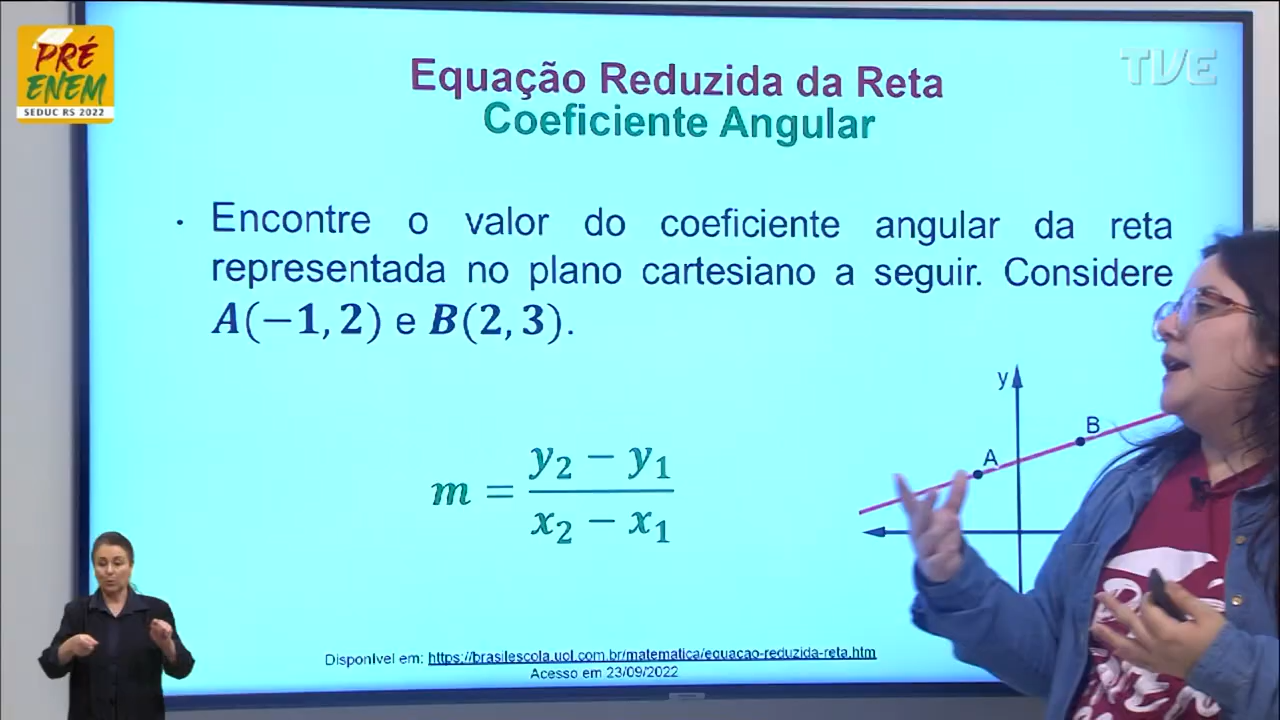 PRÉ
ENEM
SEDUC RS 2022
TVE
Equação Reduzida da Reta
Coeficiente Angular
· Encontre o valor do coeficiente angular da reta
representada no plano cartesiano a seguir. Considere
A(−1, 2) e B(2, 3).
m = y₂ − y₁ / x₂ − x₁
y
A
B
Disponível em: https://brasilescola.uol.com.br/matematica/equacao-reduzida-reta.htm
Acesso em 23/09/2022